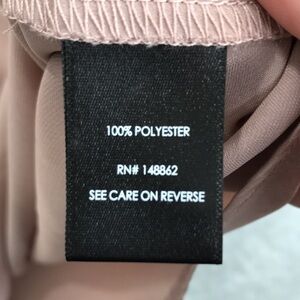 100% POLYESTER
RN# 148862
SEE CARE ON REVERSE